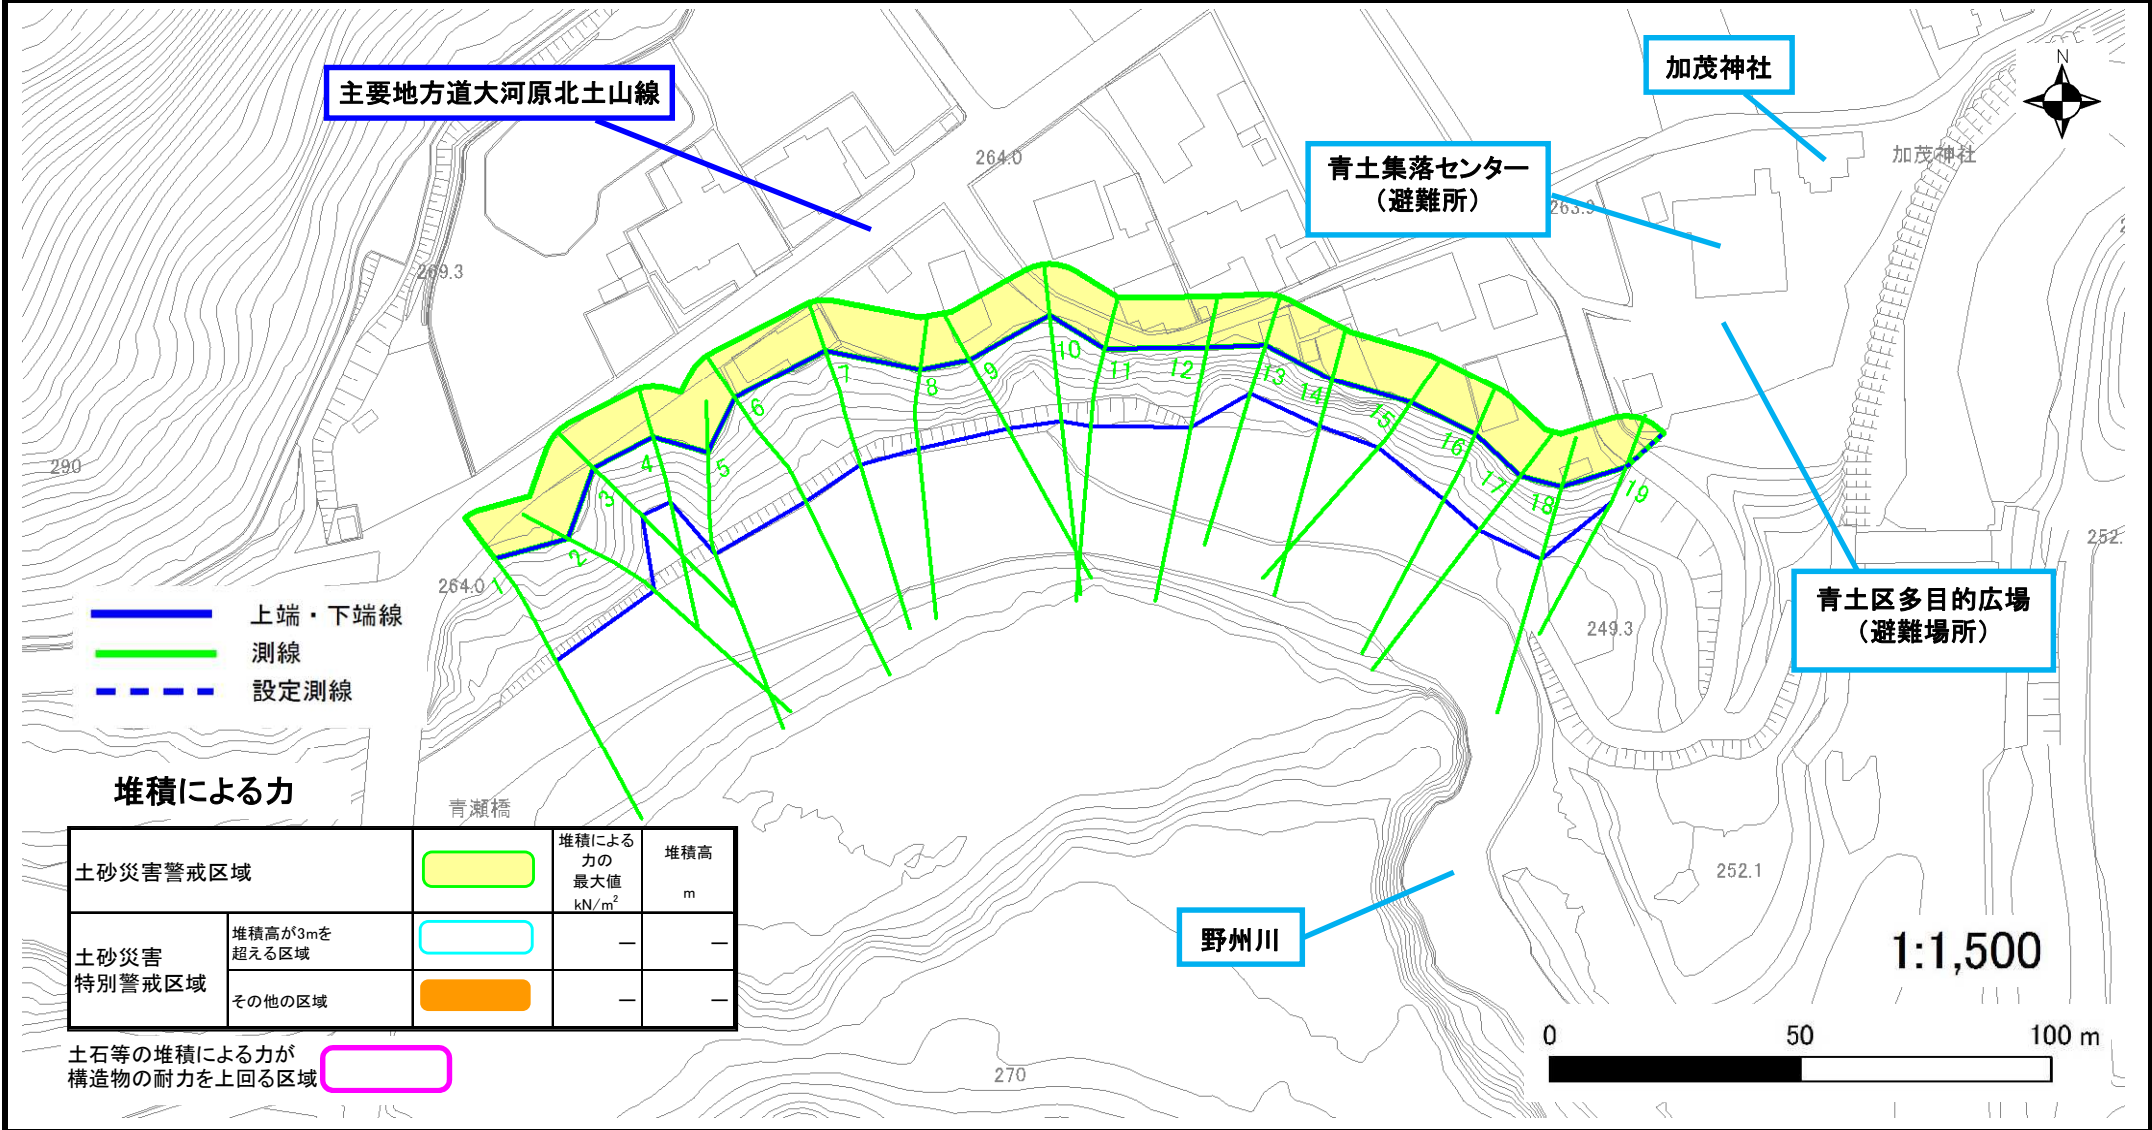 主要地方道大河原北土山線
加茂神社
N
青土集落センター
（避難所）
加茂神社
264.0
263.9
269.3
290
10
11
12
13
14
15
16
17
18
19
9
8
7
6
5
4
3
2
1
264.0
252.
上端・下端線
測線
設定測線
青土区多目的広場
（避難場所）
249.3
堆積による力
青瀬橋
土砂災害警戒区域
堆積による
力の
最大値
kN/m²
堆積高
m
土砂災害
特別警戒区域
堆積高が3mを
超える区域
—
—
その他の区域
—
—
土石等の堆積による力が
構造物の耐力を上回る区域
野州川
252.1
270
1:1,500
0 50 100 m